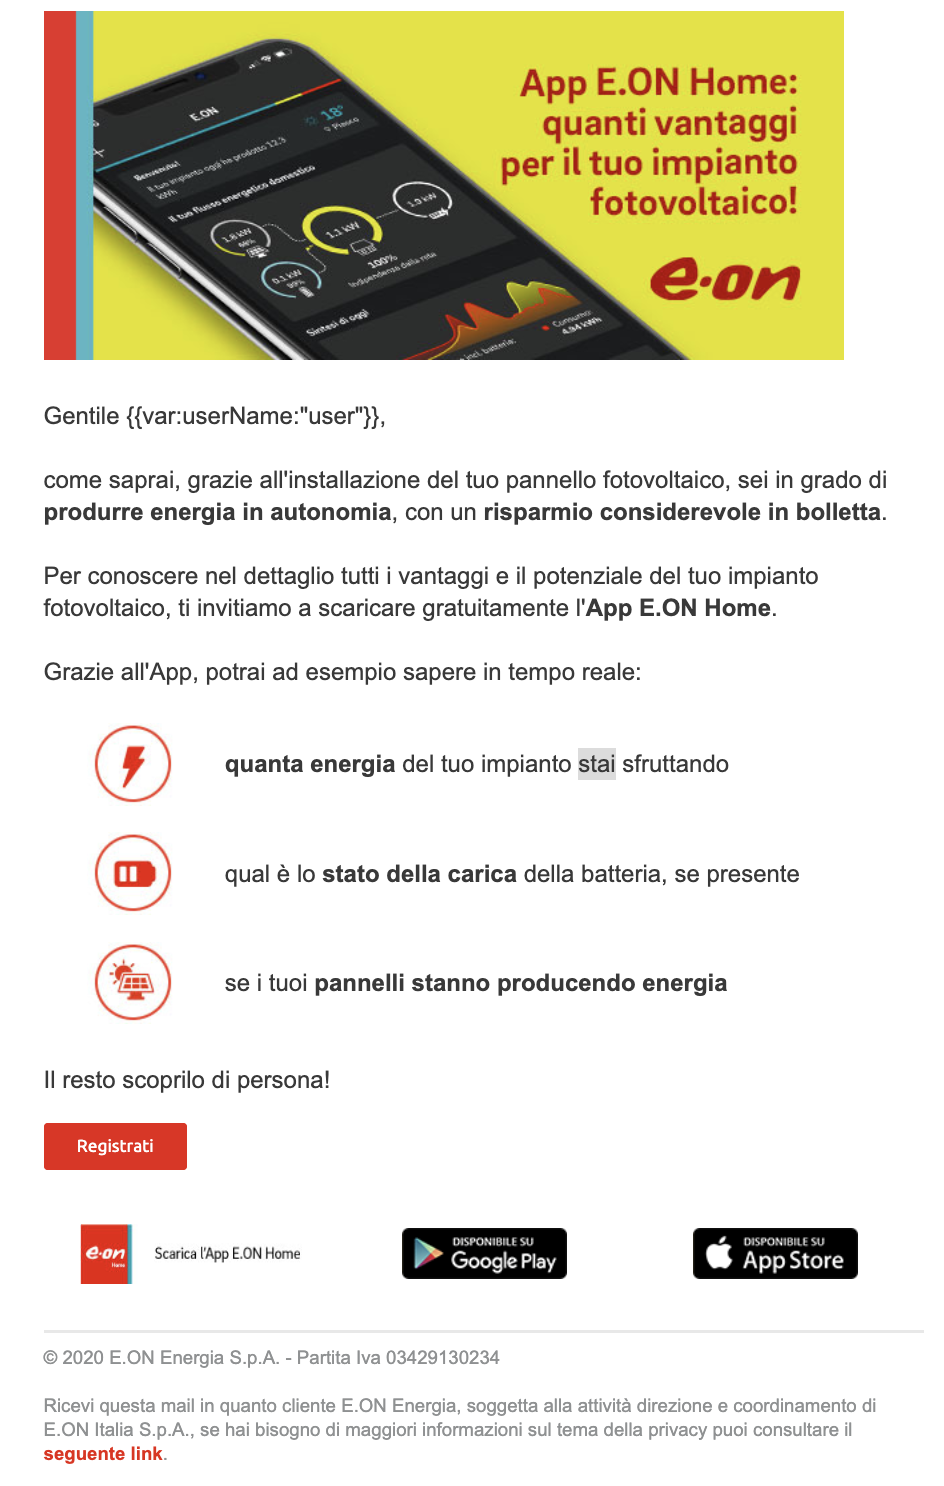 App E.ON Home:
quanti vantaggi
per il tuo impianto
fotovoltaico!
e·on
E.ON
18°
Piasco
Benvenuto!
Il tuo impianto oggi ha prodotto 12.3
kWh
Il tuo flusso energetico domestico
1.8 kW
68%
1.1 kW
1.9 kW
0.1 kW
99%
100%
Indipendenza dalla rete
Sintesi di oggi
Consumo:
4.94 kWh
incl. batteria:
Gentile {{var:userName:"user"}},
come saprai, grazie all'installazione del tuo pannello fotovoltaico, sei in grado di
produrre energia in autonomia, con un risparmio considerevole in bolletta.
Per conoscere nel dettaglio tutti i vantaggi e il potenziale del tuo impianto
fotovoltaico, ti invitiamo a scaricare gratuitamente l'App E.ON Home.
Grazie all'App, potrai ad esempio sapere in tempo reale:
quanta energia del tuo impianto stai sfruttando
qual è lo stato della carica della batteria, se presente
se i tuoi pannelli stanno producendo energia
Il resto scoprilo di persona!
Registrati
e·on
Home
Scarica l'App E.ON Home
DISPONIBILE SU
Google Play
DISPONIBILE SU
App Store
© 2020 E.ON Energia S.p.A. - Partita Iva 03429130234
Ricevi questa mail in quanto cliente E.ON Energia, soggetta alla attività direzione e coordinamento di
E.ON Italia S.p.A., se hai bisogno di maggiori informazioni sul tema della privacy puoi consultare il
seguente link.